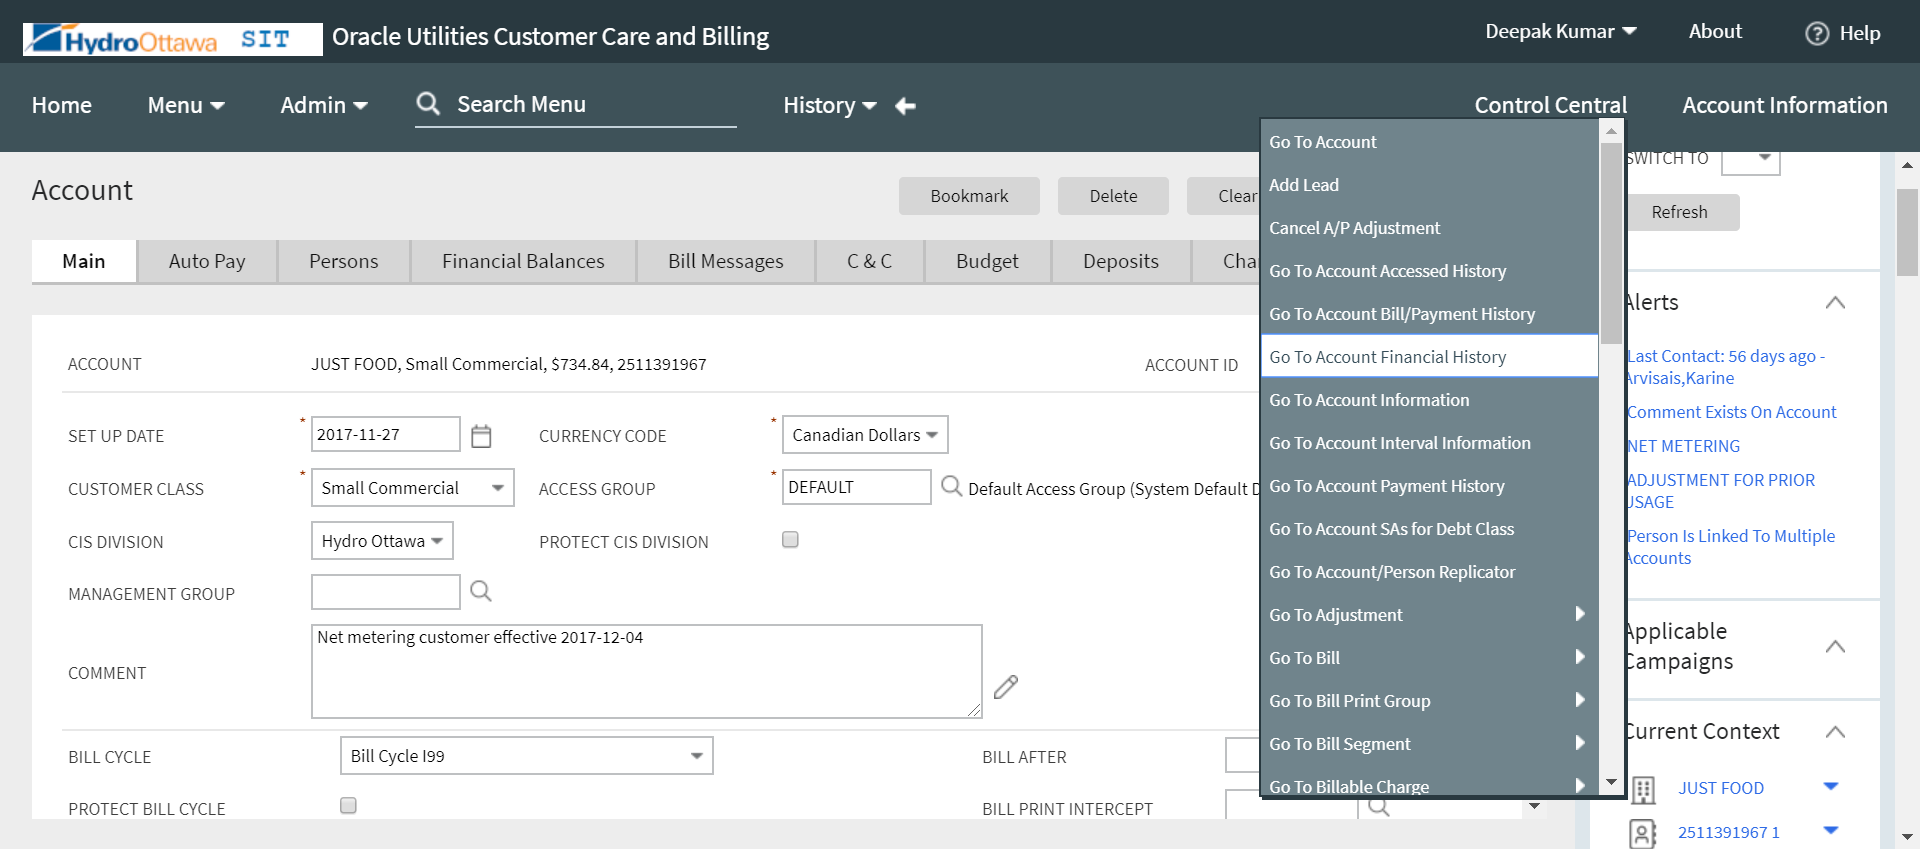 HydroOttawa SIT Oracle Utilities Customer Care and Billing
Deepak Kumar About Help
Home Menu Admin Search Menu History Control Central Account Information
Account
Bookmark Delete Clear
Main Auto Pay Persons Financial Balances Bill Messages C & C Budget Deposits Cha
ACCOUNT JUST FOOD, Small Commercial, $734.84, 2511391967 ACCOUNT ID
SET UP DATE * 2017-11-27 CURRENCY CODE * Canadian Dollars
CUSTOMER CLASS * Small Commercial ACCESS GROUP * DEFAULT Default Access Group (System Default D
CIS DIVISION Hydro Ottawa PROTECT CIS DIVISION
MANAGEMENT GROUP
COMMENT Net metering customer effective 2017-12-04
BILL CYCLE Bill Cycle I99 BILL AFTER
PROTECT BILL CYCLE BILL PRINT INTERCEPT
Go To Account
Add Lead
Cancel A/P Adjustment
Go To Account Accessed History
Go To Account Bill/Payment History
Go To Account Financial History
Go To Account Information
Go To Account Interval Information
Go To Account Payment History
Go To Account SAs for Debt Class
Go To Account/Person Replicator
Go To Adjustment
Go To Bill
Go To Bill Print Group
Go To Bill Segment
Go To Billable Charge
SWITCH TO
Refresh
Alerts
Last Contact: 56 days ago -
Arvisais,Karine
Comment Exists On Account
NET METERING
ADJUSTMENT FOR PRIOR
USAGE
Person Is Linked To Multiple
Accounts
Applicable
Campaigns
Current Context
JUST FOOD
2511391967 1